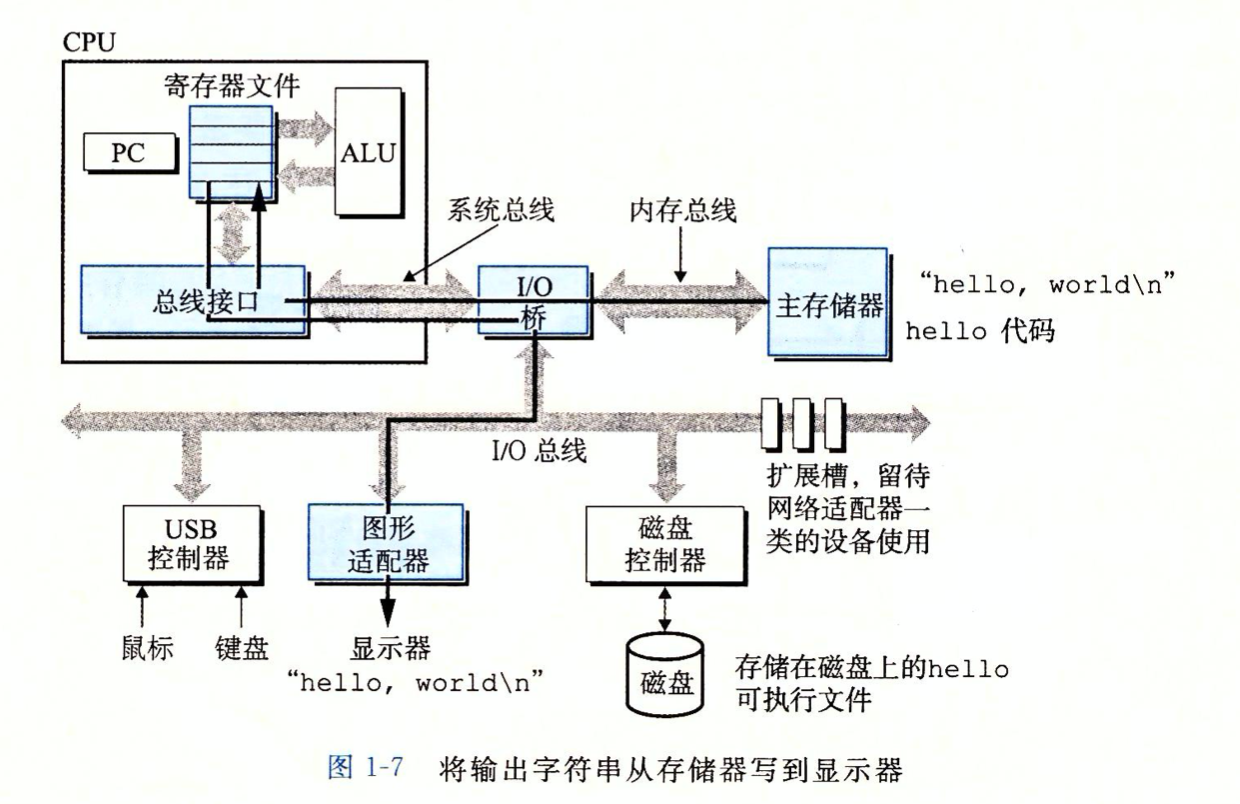 CPU
寄存器文件
PC
ALU
系统总线
内存总线
总线接口
I/O
桥
主存储器
“hello, world\n”
hello 代码
I/O 总线
扩展槽，留待
网络适配器一
类的设备使用
USB
控制器
图形
适配器
磁盘
控制器
鼠标
键盘
显示器
“hello, world\n”
磁盘
存储在磁盘上的hello
可执行文件
图 1-7 将输出字符串从存储器写到显示器